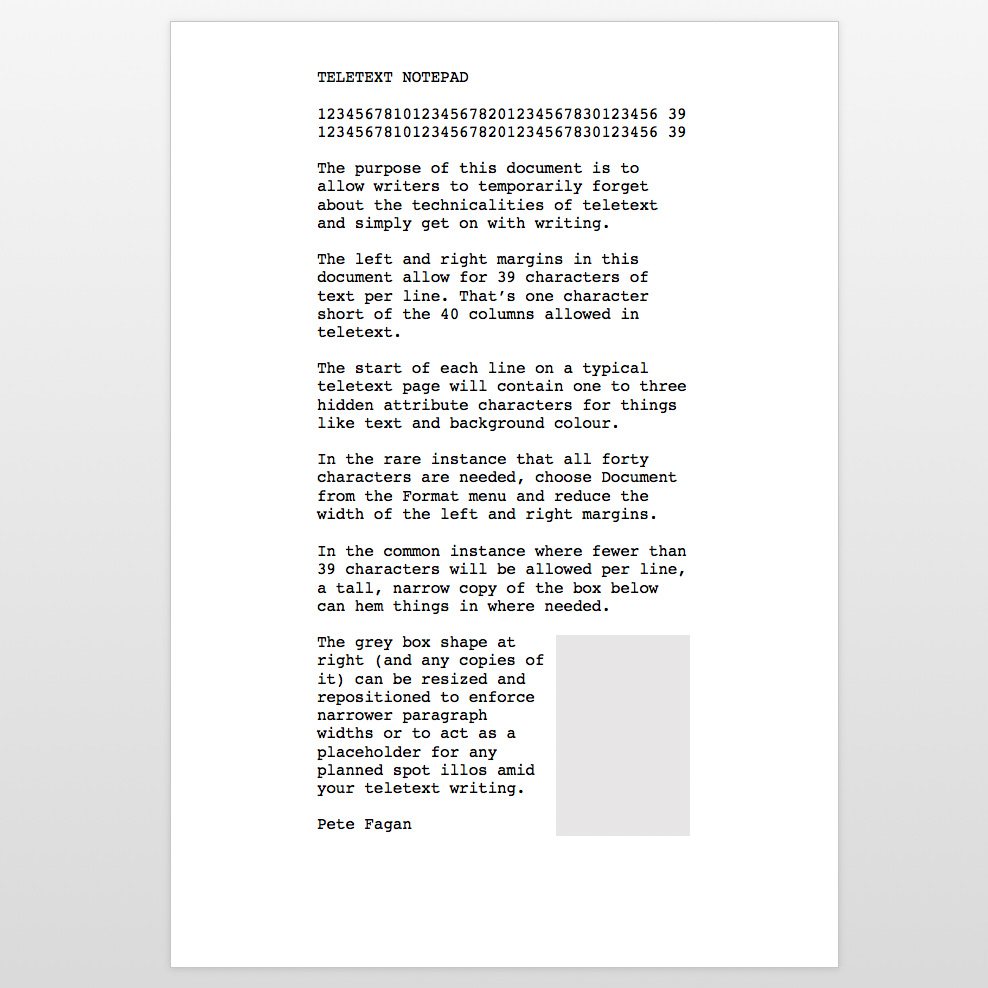 TELETEXT NOTEPAD
123456781012345678201234567830123456 39
123456781012345678201234567830123456 39
The purpose of this document is to
allow writers to temporarily forget
about the technicalities of teletext
and simply get on with writing.
The left and right margins in this
document allow for 39 characters of
text per line. That’s one character
short of the 40 columns allowed in
teletext.
The start of each line on a typical
teletext page will contain one to three
hidden attribute characters for things
like text and background colour.
In the rare instance that all forty
characters are needed, choose Document
from the Format menu and reduce the
width of the left and right margins.
In the common instance where fewer than
39 characters will be allowed per line,
a tall, narrow copy of the box below
can hem things in where needed.
The grey box shape at
right (and any copies of
it) can be resized and
repositioned to enforce
narrower paragraph
widths or to act as a
placeholder for any
planned spot illos amid
your teletext writing.
Pete Fagan